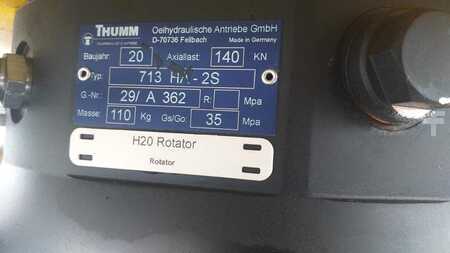 THUMM Oelhydraulische Antriebe GmbH
D-70736 Fellbach Made in Germany
Baujahr: 20 Axiallast: 140 KN
Typ: 713 HA - 2S
G.-Nr.: 29/ A 362 R: Mpa
Masse: 110 Kg Gs/Go: 35 Mpa
H20 Rotator
Rotator